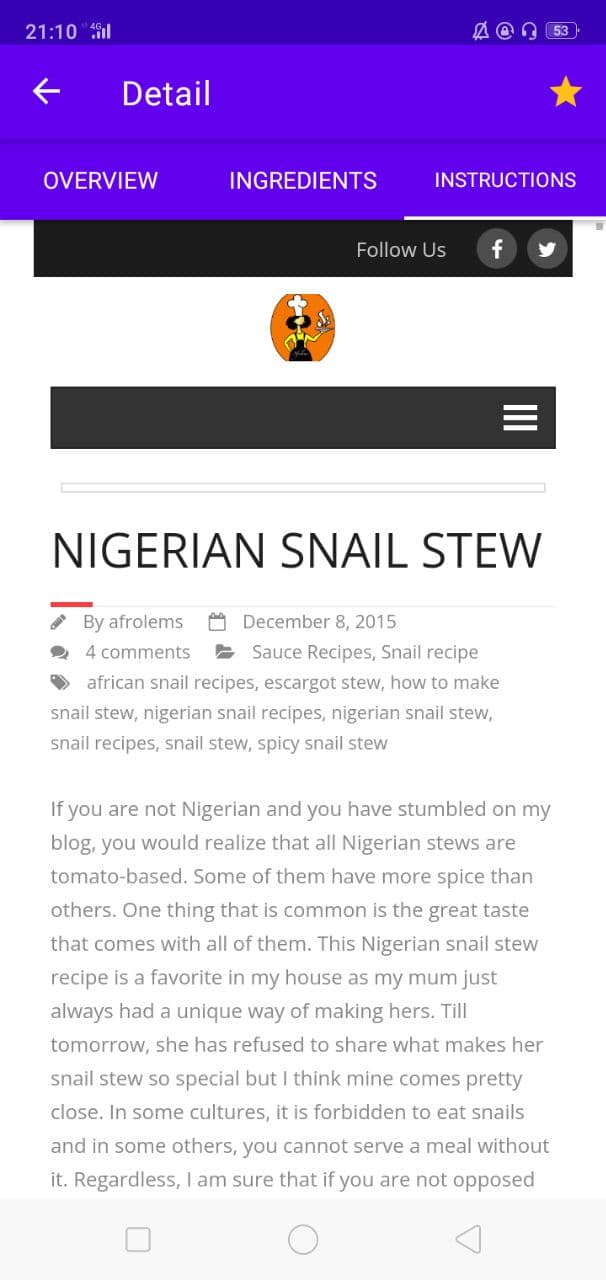 21:10 4G 53
Detail
OVERVIEW INGREDIENTS INSTRUCTIONS
Follow Us
NIGERIAN SNAIL STEW
By afrolems December 8, 2015
4 comments Sauce Recipes, Snail recipe
african snail recipes, escargot stew, how to make
snail stew, nigerian snail recipes, nigerian snail stew,
snail recipes, snail stew, spicy snail stew
If you are not Nigerian and you have stumbled on my
blog, you would realize that all Nigerian stews are
tomato-based. Some of them have more spice than
others. One thing that is common is the great taste
that comes with all of them. This Nigerian snail stew
recipe is a favorite in my house as my mum just
always had a unique way of making hers. Till
tomorrow, she has refused to share what makes her
snail stew so special but I think mine comes pretty
close. In some cultures, it is forbidden to eat snails
and in some others, you cannot serve a meal without
it. Regardless, I am sure that if you are not opposed